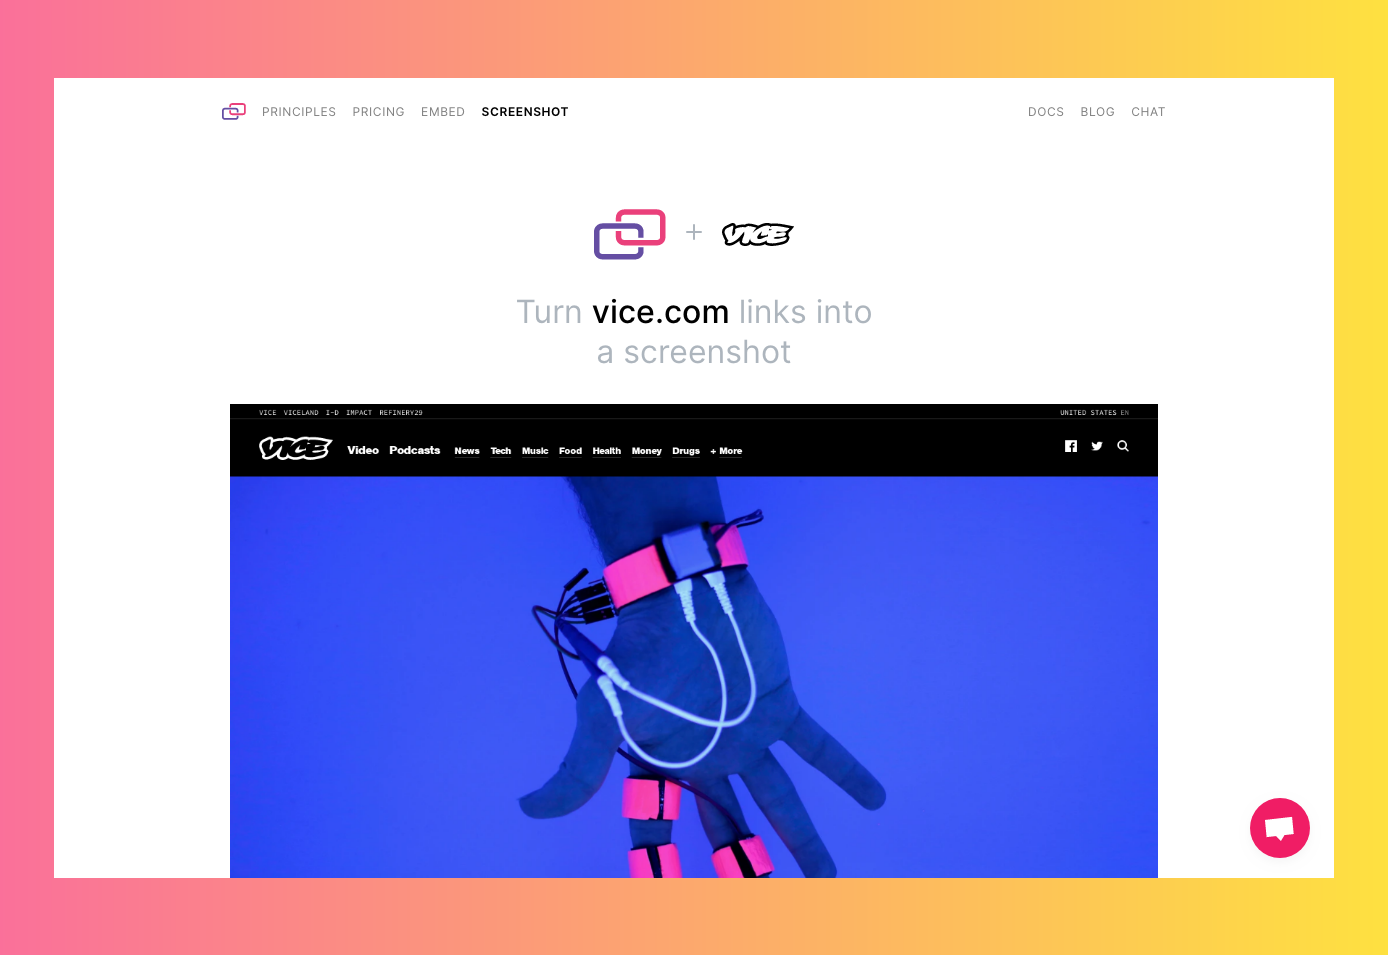 PRINCIPLES PRICING EMBED SCREENSHOT DOCS BLOG CHAT
VICE
Turn vice.com links into
a screenshot
VICE VICELAND I-D IMPACT REFINERY29 UNITED STATES EN
VICE Video Podcasts News Tech Music Food Health Money Drugs + More